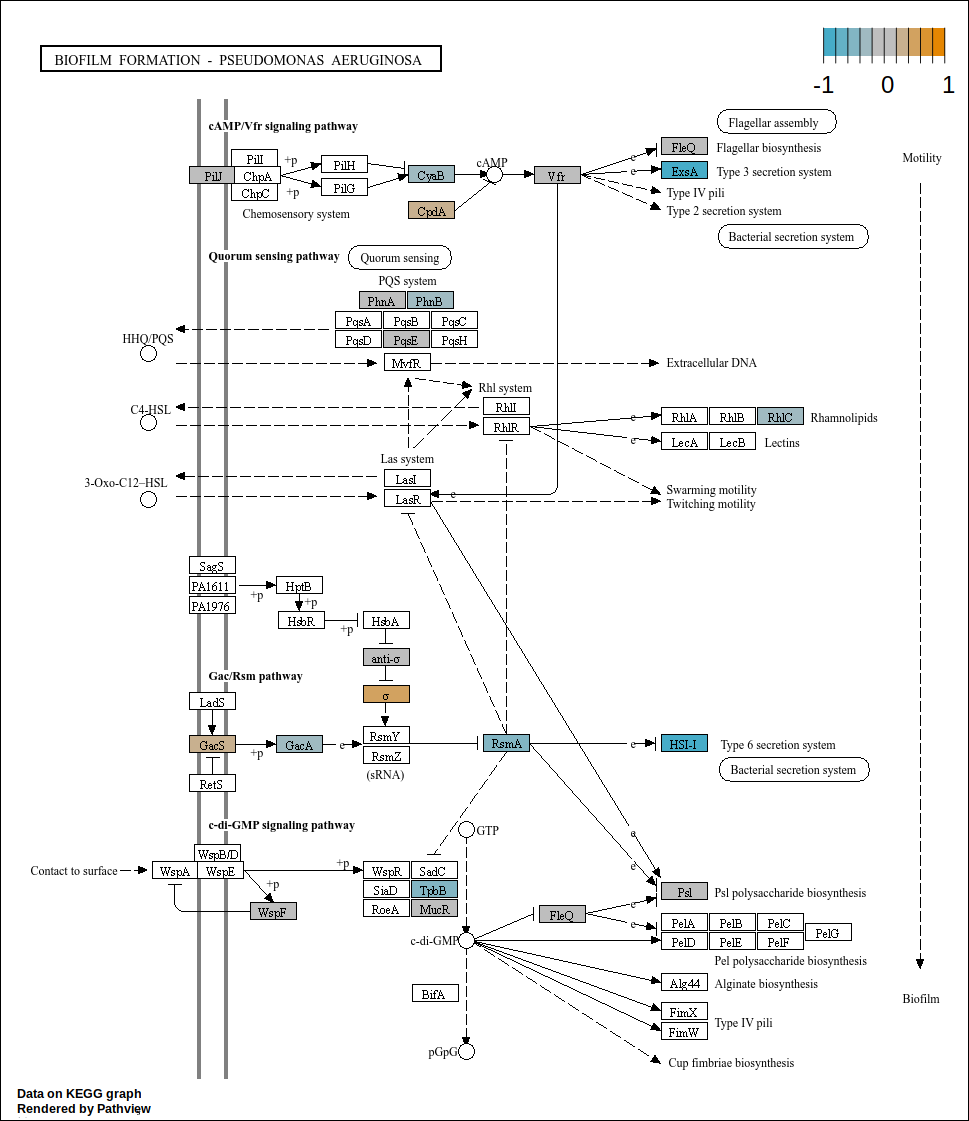 BIOFILM FORMATION - PSEUDOMONAS AERUGINOSA
-1 0 1
cAMP/Vfr signaling pathway
Flagellar assembly
PilJ
PilI
ChpA
ChpC
+p
+p
PilH
PilG
Chemosensory system
CyaB
CpdA
cAMP
Vfr
e
e
FleQ
Flagellar biosynthesis
ExsA
Type 3 secretion system
Type IV pili
Type 2 secretion system
Bacterial secretion system
Motility
Quorum sensing pathway
Quorum sensing
PQS system
PhnA PhnB
PqsA PqsB PqsC
PqsD PqsE PqsH
HHQ/PQS
MvfR
Extracellular DNA
Rhl system
C4-HSL
RhlI
RhlR
e
e
RhlA RhlB RhlC
Rhamnolipids
LecA LecB
Lectins
Las system
3-Oxo-C12-HSL
LasI
LasR
e
Swarming motility
Twitching motility
SagS
PA1611
PA1976
+p
HptB
+p
HsbR
+p
HsbA
anti-σ
σ
Gac/Rsm pathway
LadS
GacS
+p
GacA
e
RsmY
RsmZ
(sRNA)
RetS
RsmA
e
HSI-I
Type 6 secretion system
Bacterial secretion system
c-di-GMP signaling pathway
Contact to surface
WspB/D
WspA WspE
+p
+p
WspF
WspR SadC
SiaD TpbB
RoeA MucR
GTP
c-di-GMP
BifA
pGpG
FleQ
e
e
e
e
Psl
Psl polysaccharide biosynthesis
PelA PelB PelC
PelD PelE PelF
PelG
Pel polysaccharide biosynthesis
Alg44
Alginate biosynthesis
FimX
FimW
Type IV pili
Cup fimbriae biosynthesis
Biofilm
Data on KEGG graph
Rendered by Pathview